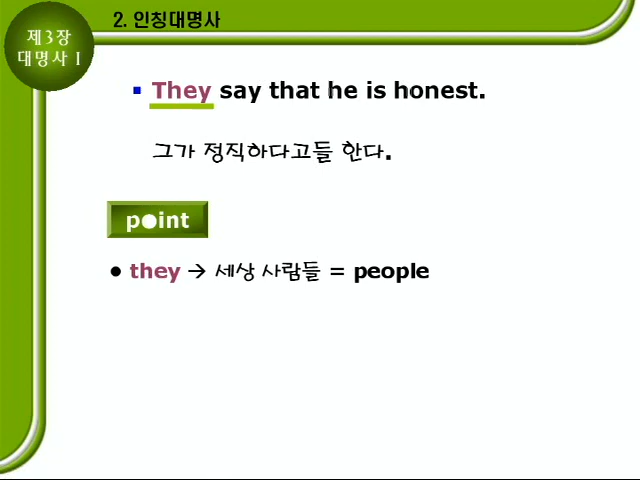 제3장
대명사 I
2. 인칭대명사
▪ They say that he is honest.
그가 정직하다고들 한다.
point
● they → 세상 사람들 = people